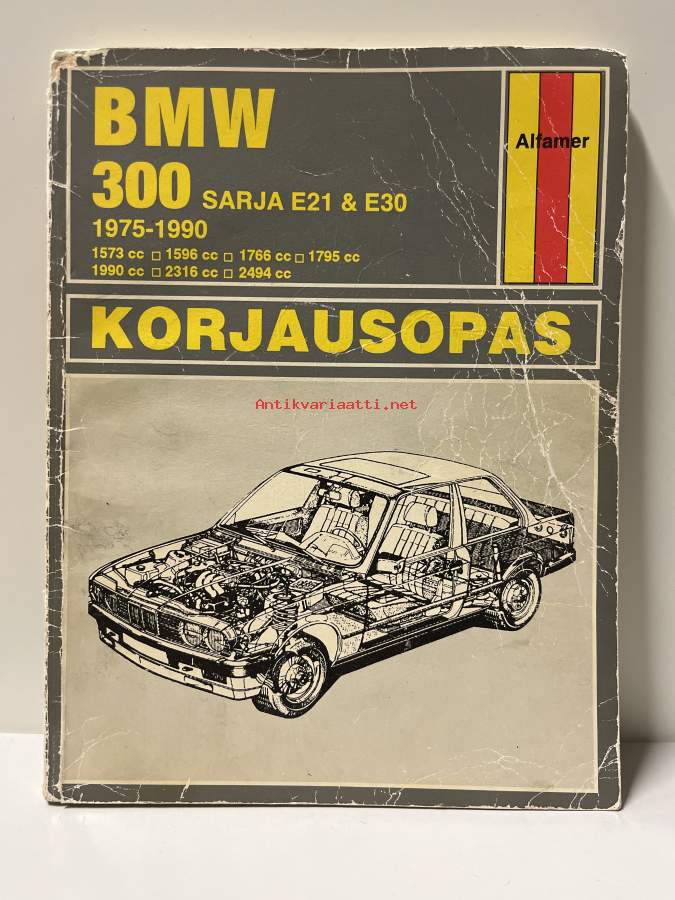 BMW
300 SARJA E21 & E30
1975-1990
1573 cc □ 1596 cc □ 1766 cc □ 1795 cc
1990 cc □ 2316 cc □ 2494 cc
Alfamer
KORJAUSOPAS
Antikvariaatti.net